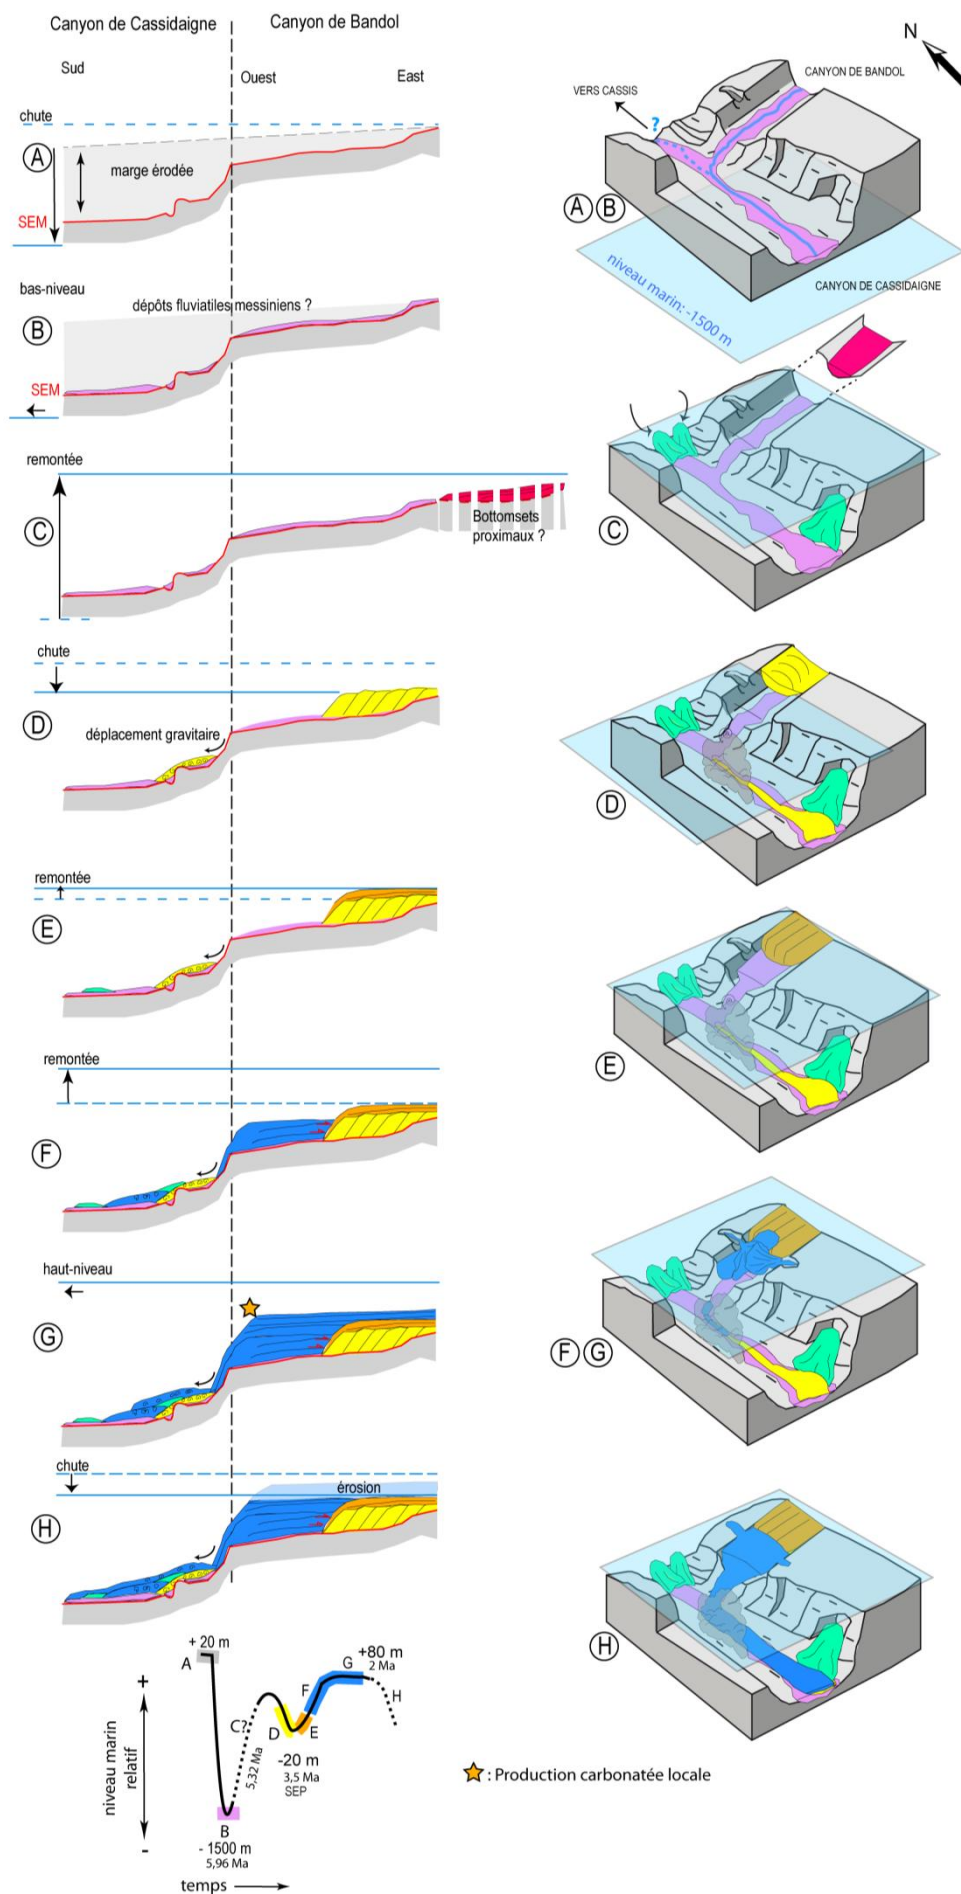 Canyon de Cassidaigne
Canyon de Bandol
Sud
Ouest
East
chute
A
marge érodée
SEM
bas-niveau
dépôts fluviatiles messiniens ?
B
SEM
remontée
C
Bottomsets
proximaux ?
chute
D
déplacement gravitaire
remontée
E
remontée
F
haut-niveau
G
chute
érosion
H
N
CANYON DE BANDOL
VERS CASSIS
?
A B
niveau marin: -1500 m
CANYON DE CASSIDAIGNE
C
D
E
F G
H
+ 20 m
A
+80 m
2 Ma
G
F
H
+
niveau marin
relatif
-
C?
D
E
5,32 Ma
-20 m
3,5 Ma
SEP
B
- 1500 m
5,96 Ma
temps
: Production carbonatée locale